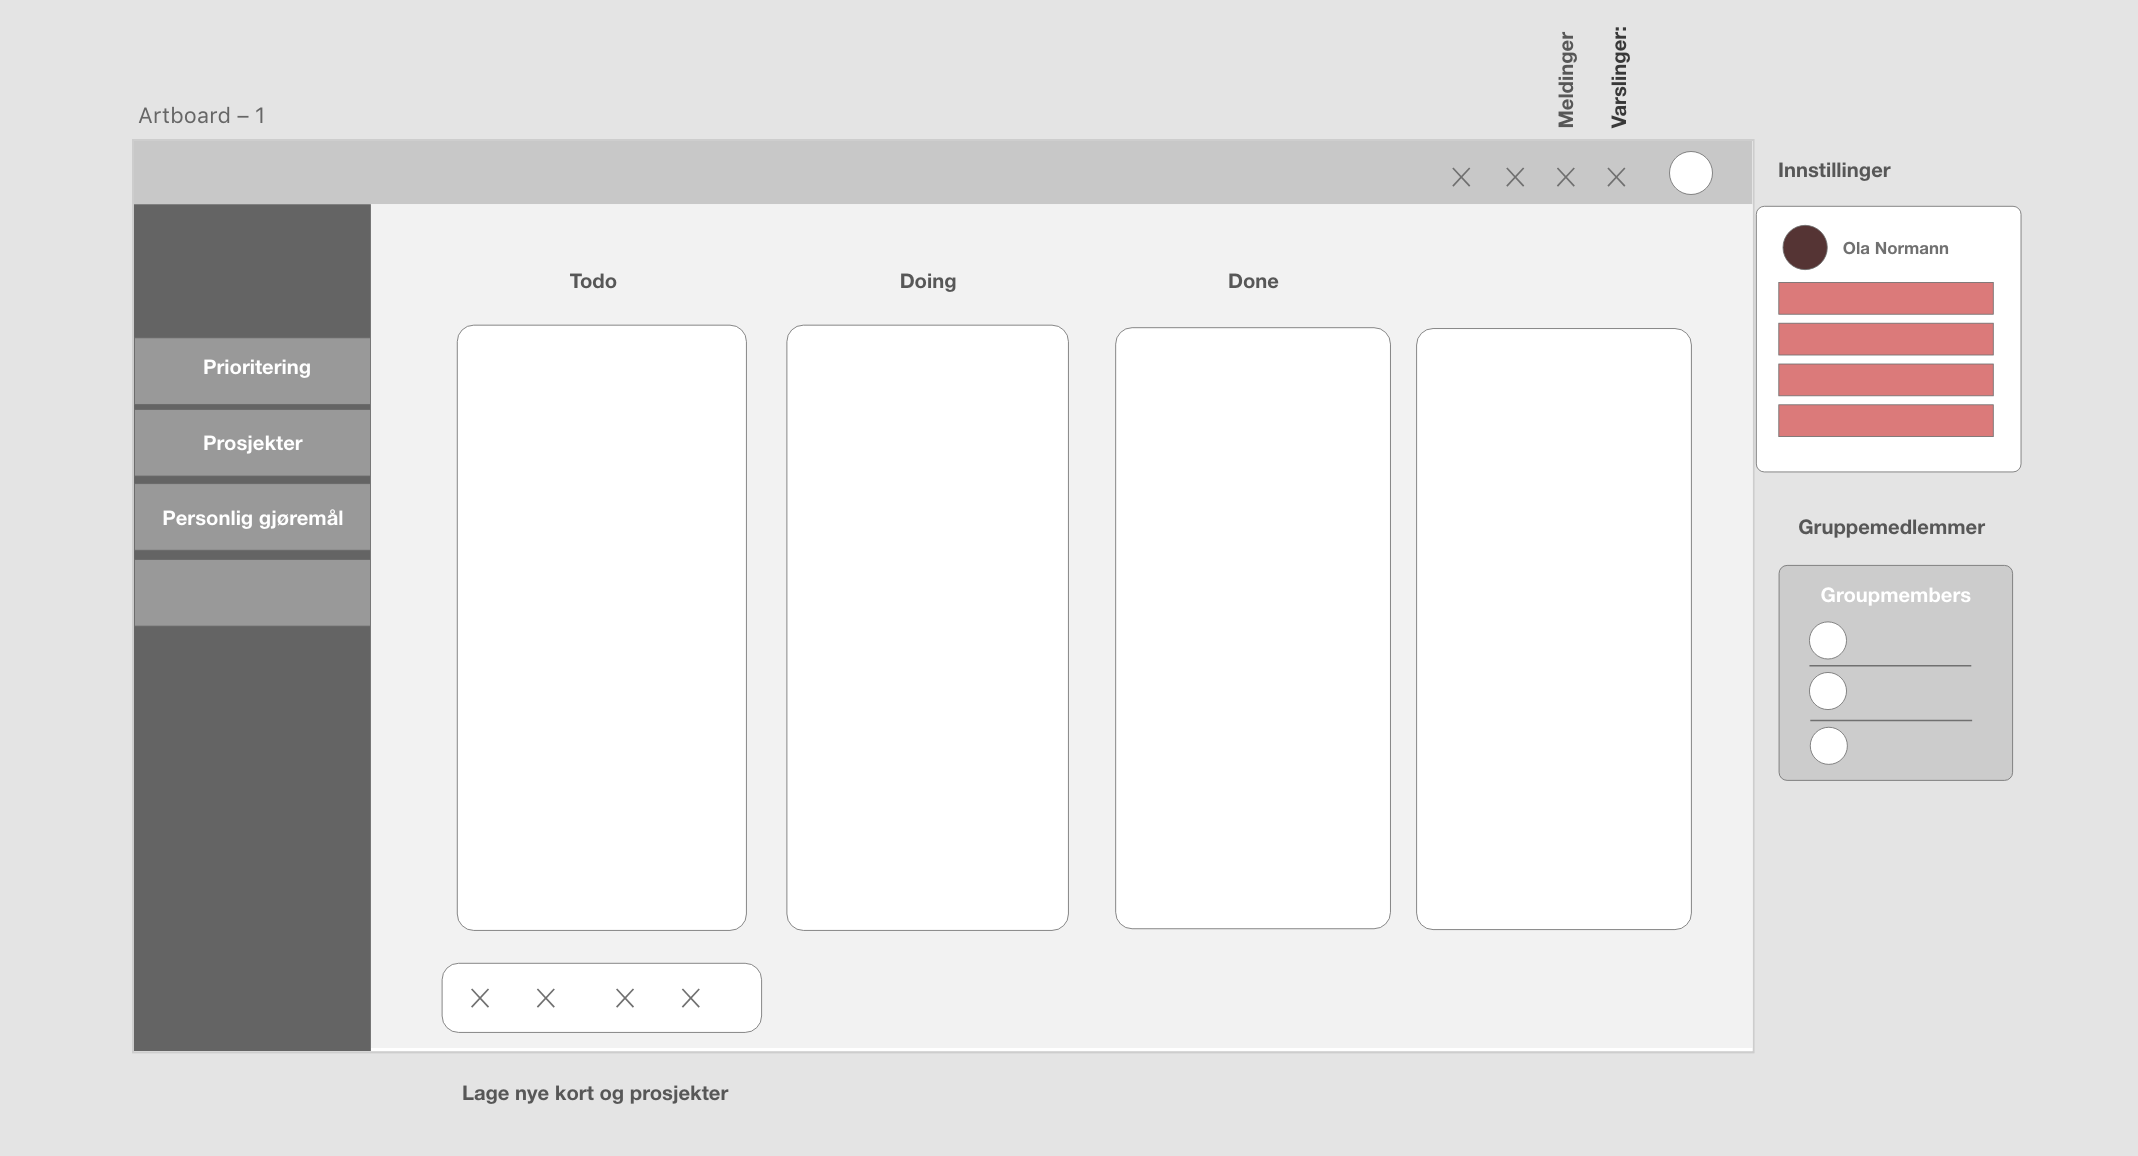 Meldinger
Varslinger:
Artboard – 1
Innstillinger
Ola Normann
Todo
Doing
Done
Prioritering
Prosjekter
Personlig gjøremål
Gruppemedlemmer
Groupmembers
Lage nye kort og prosjekter